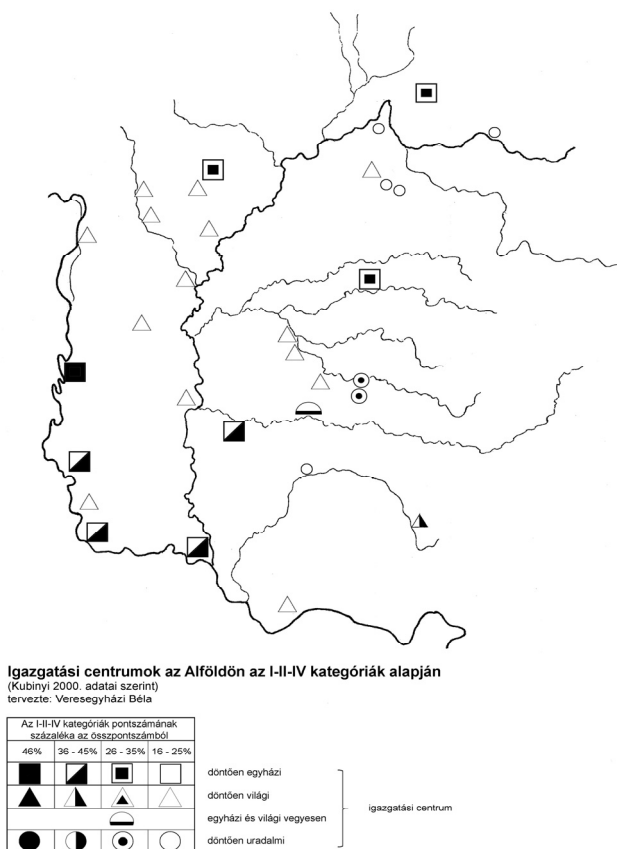 Igazgatási centrumok az Alföldön az I-II-IV kategóriák alapján
(Kubinyi 2000. adatai szerint)
tervezte: Veresegyházi Béla
Az I-II-IV kategóriák pontszámának
százaléka az összpontszámból
46% 36 - 45% 26 - 35% 16 - 25%
döntően egyházi
döntően világi
egyházi és világi vegyesen
döntően uradalmi
igazgatási centrum